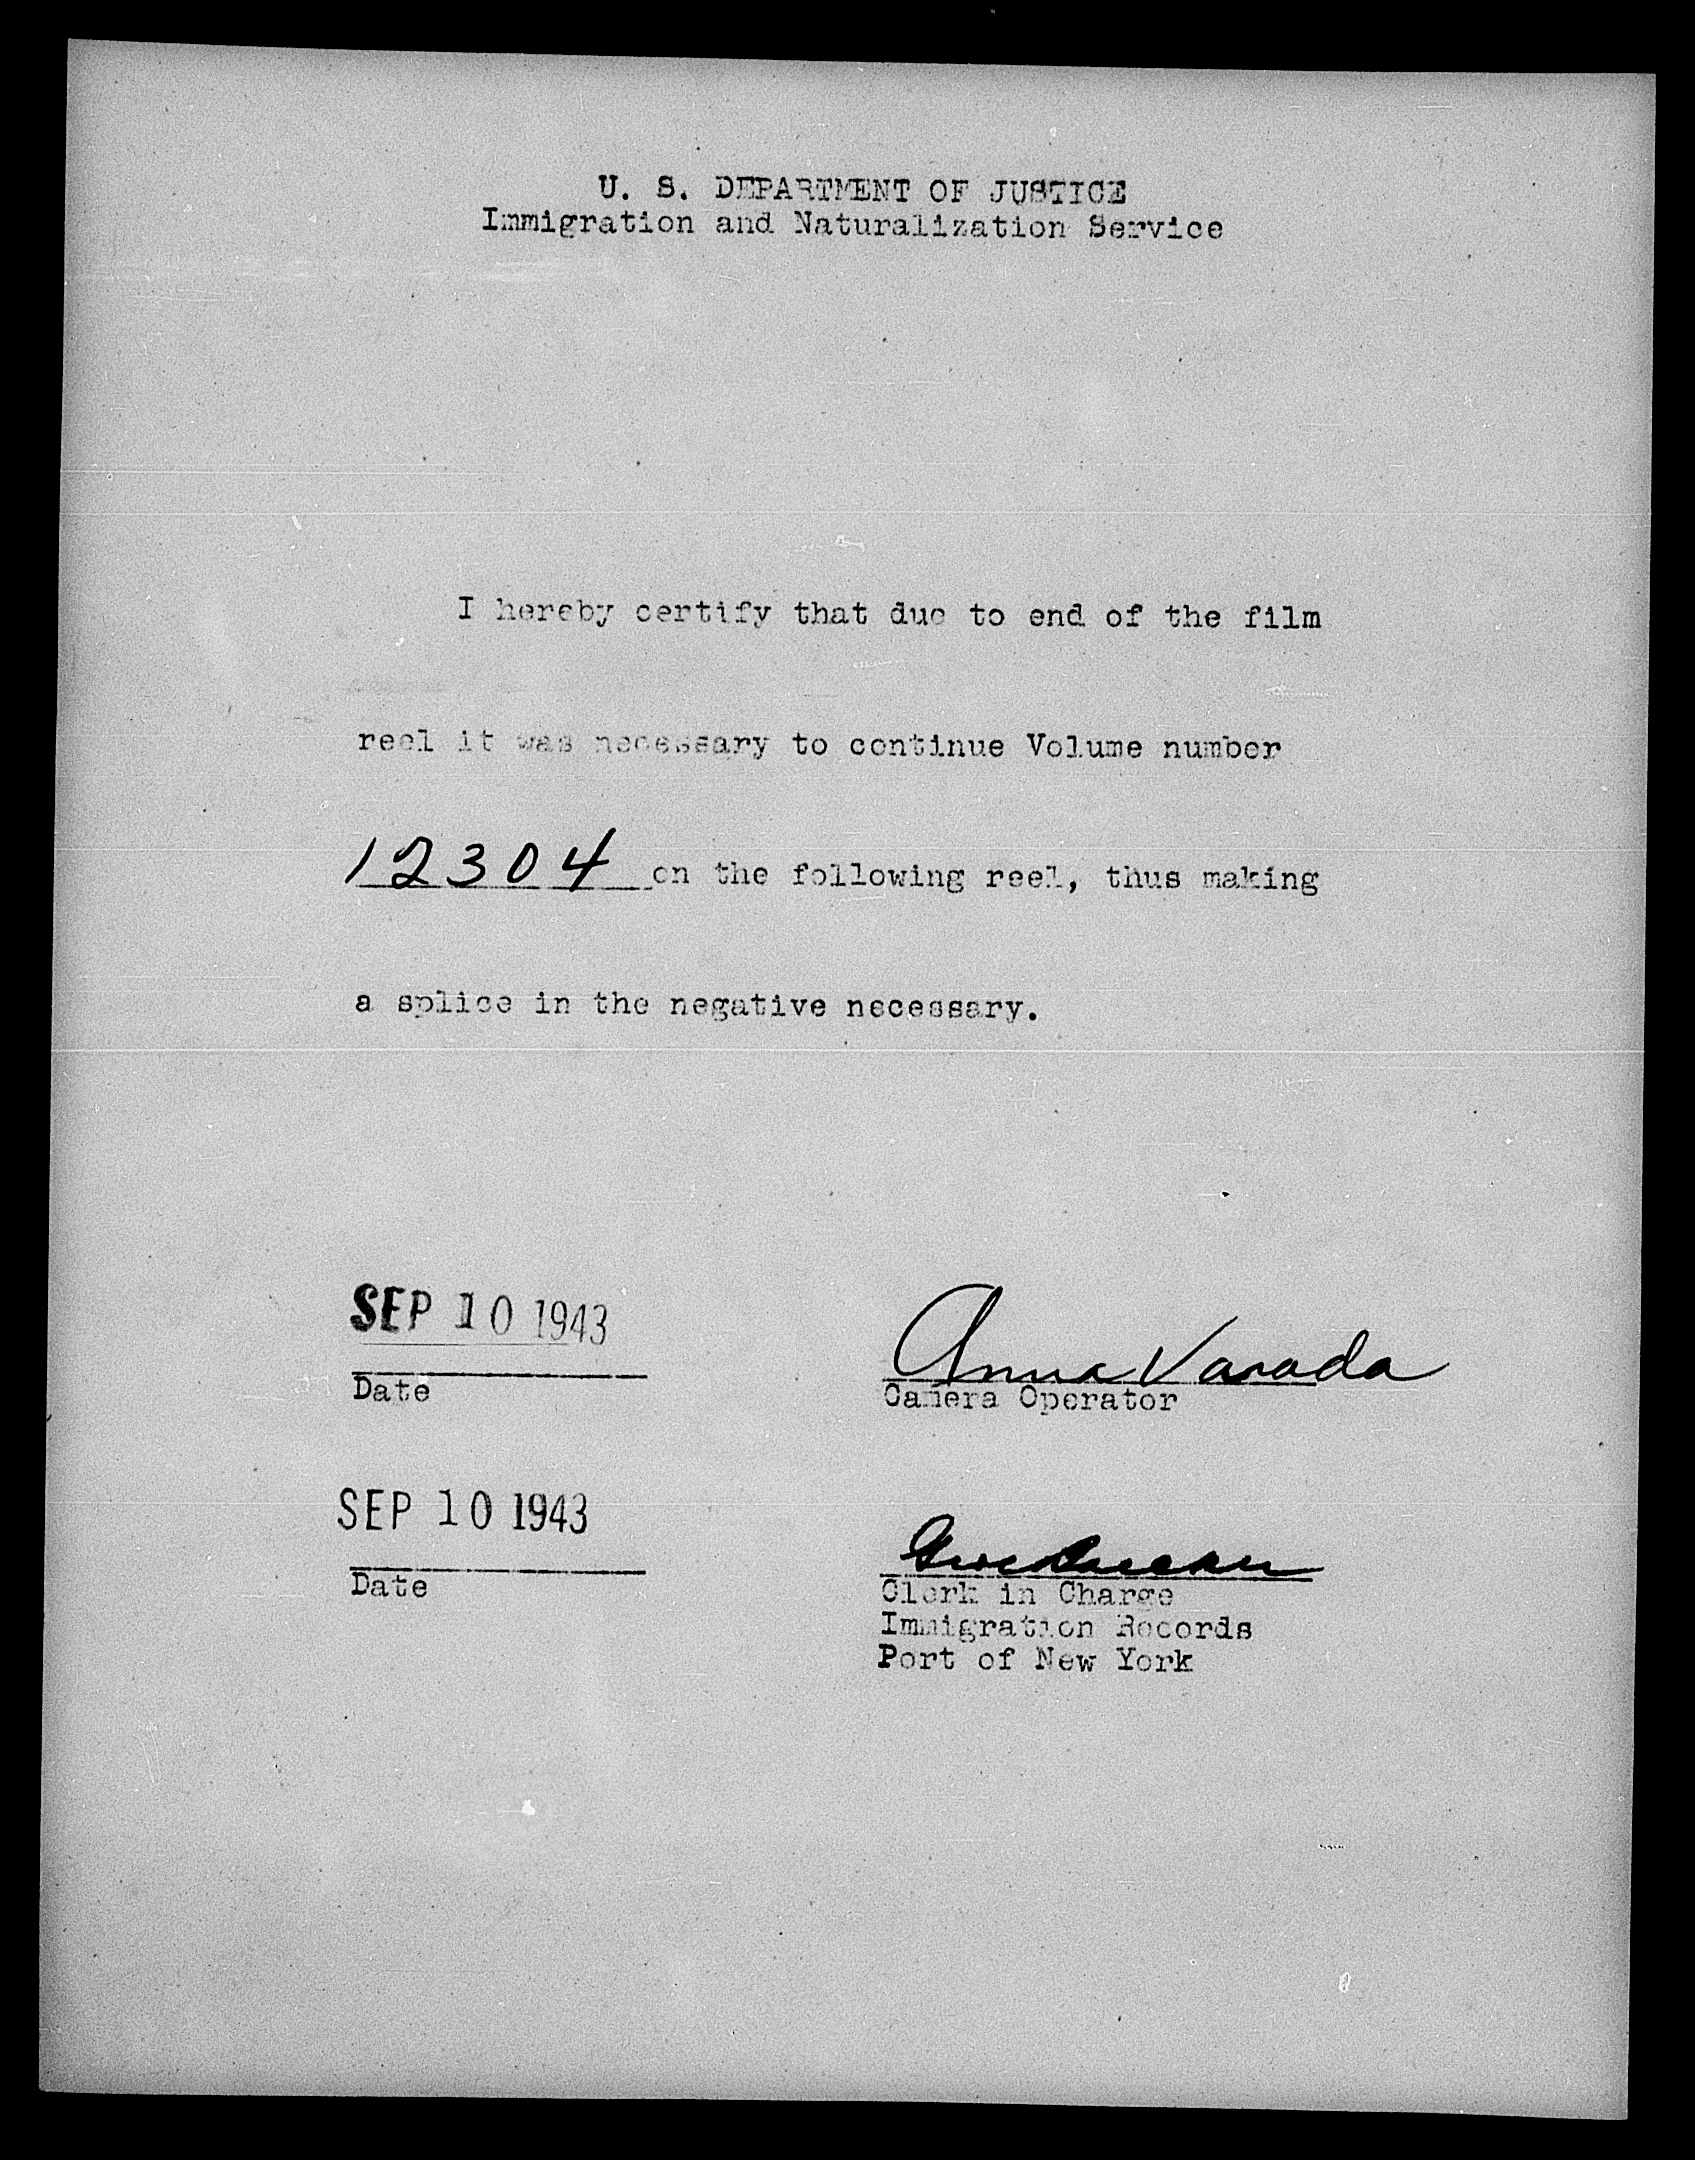 U. S. DEPARTMENT OF JUSTICE
Immigration and Naturalization Service
I hereby certify that due to end of the film
reel it was necessary to continue Volume number
12304 on the following reel, thus making
a splice in the negative necessary.
SEP 10 1943
Date
Anna Varada
Camera Operator
SEP 10 1943
Date
Clerk in Charge
Immigration Records
Port of New York